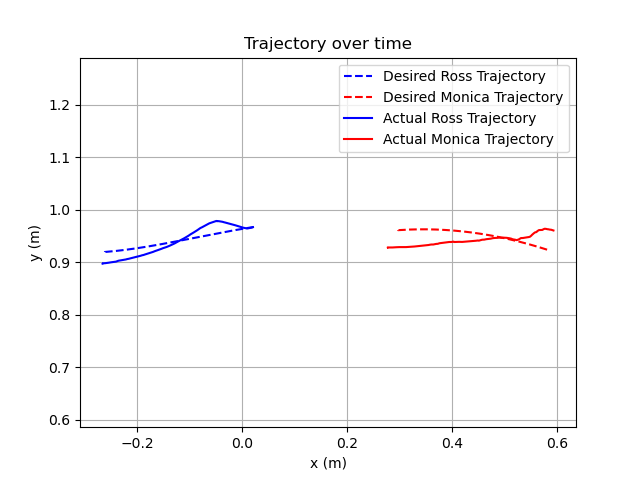 Trajectory over time
Desired Ross Trajectory
Desired Monica Trajectory
Actual Ross Trajectory
Actual Monica Trajectory
1.2
1.1
1.0
0.9
0.8
0.7
0.6
y (m)
−0.2 0.0 0.2 0.4 0.6
x (m)